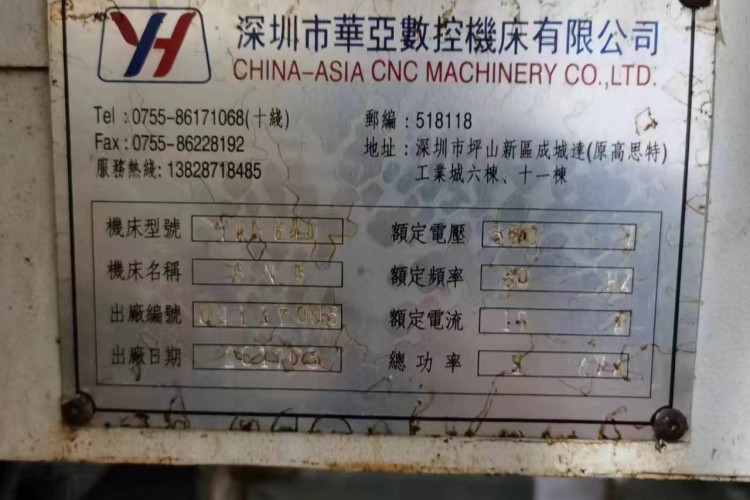 YH
深圳市華亞數控機床有限公司
CHINA-ASIA CNC MACHINERY CO.,LTD.
Tel : 0755-86171068(十綫) 郵編 : 518118
Fax : 0755-86228192 地址 : 深圳市坪山新區成城達(原高思特)
服務熱綫: 13828718485 工業城六棟、十一棟
機床型號 額定電壓
機床名稱 額定頻率 50 HZ
出廠編號 額定電流
出廠日期 總功率